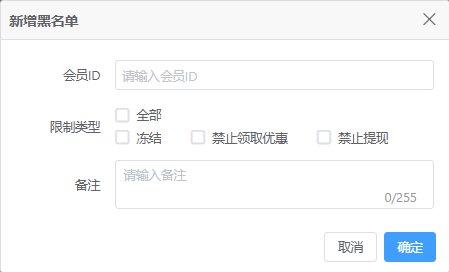 新增黑名单
会员ID
请输入会员ID
限制类型
全部
冻结 禁止领取优惠 禁止提现
备注
请输入备注
0/255
取消 确定